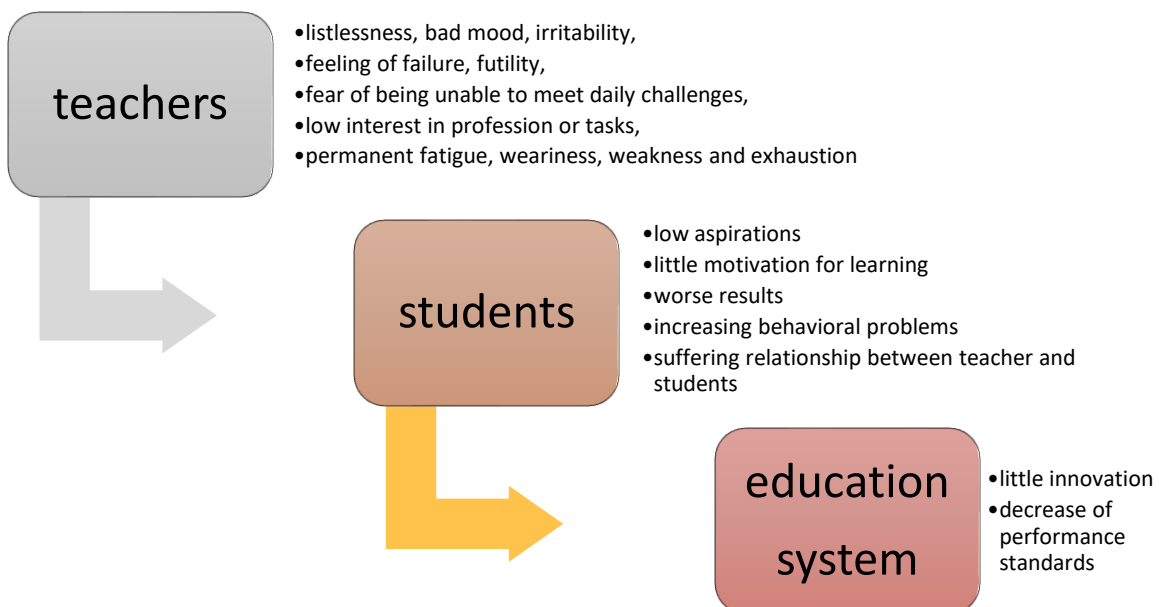 teachers
•listlessness, bad mood, irritability,
•feeling of failure, futility,
•fear of being unable to meet daily challenges,
•low interest in profession or tasks,
•permanent fatigue, weariness, weakness and exhaustion
students
•low aspirations
•little motivation for learning
•worse results
•increasing behavioral problems
•suffering relationship between teacher and
students
education
system
•little innovation
•decrease of
performance
standards